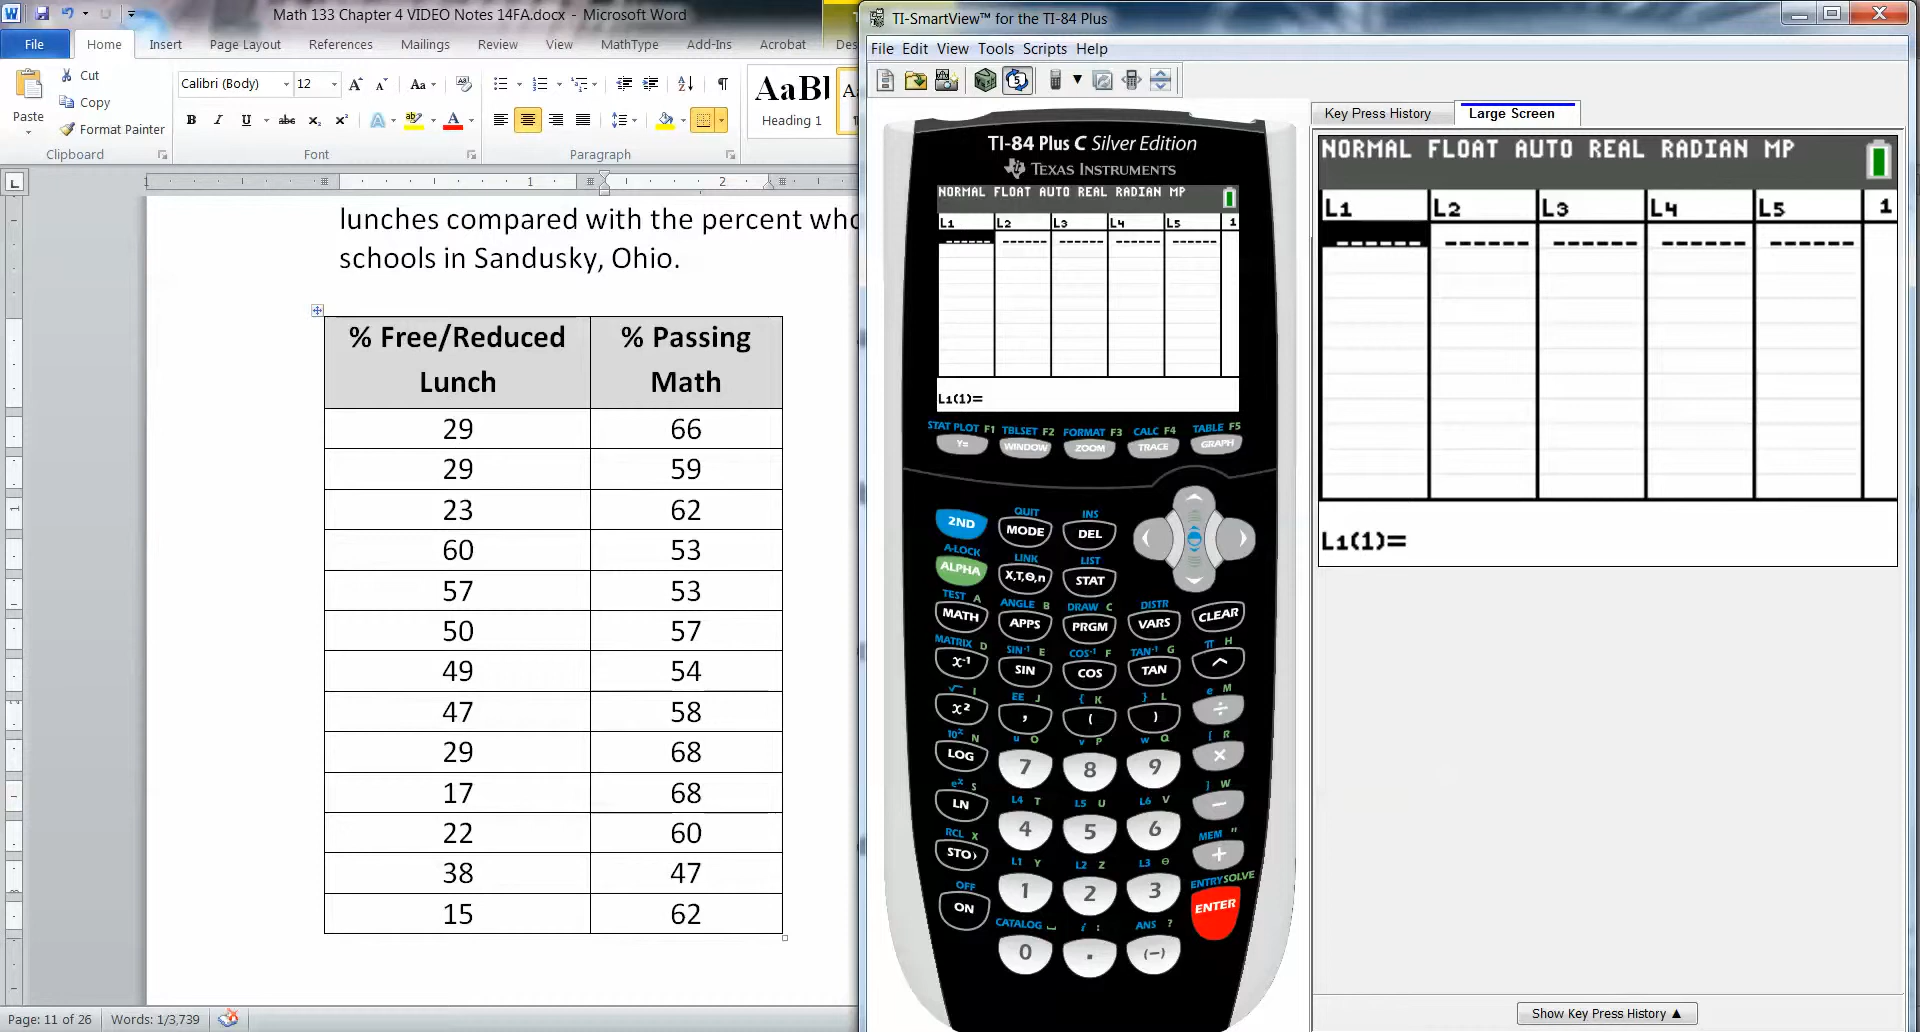 Math 133 Chapter 4 VIDEO Notes 14FA.docx - Microsoft Word
File Home Insert Page Layout References Mailings Review View MathType Add-Ins Acrobat
Paste
Cut
Copy
Format Painter
Clipboard
Calibri (Body) 12
Font
Paragraph
AaBl
Heading 1
lunches compared with the percent who
schools in Sandusky, Ohio.
% Free/Reduced Lunch % Passing Math
29 66
29 59
23 62
60 53
57 53
50 57
49 54
47 58
29 68
17 68
22 60
38 47
15 62
Page: 11 of 26 Words: 1/3,739
TI-SmartView™ for the TI-84 Plus
File Edit View Tools Scripts Help
TI-84 Plus C Silver Edition
TEXAS INSTRUMENTS
NORMAL FLOAT AUTO REAL RADIAN MP
L1 L2 L3 L4 L5 1
------ ------ ------ ------ ------
L1(1)=
STAT PLOT F1 TBLSET F2 FORMAT F3 CALC F4 TABLE F5
Y= WINDOW ZOOM TRACE GRAPH
QUIT INS
2ND MODE DEL
A-LOCK LINK LIST
ALPHA X,T,Θ,n STAT
TEST A ANGLE B DRAW C DISTR
MATH APPS PRGM VARS CLEAR
MATRIX D SIN-1 E COS-1 F TAN-1 G π H
x-1 SIN COS TAN ^
√ I EE J { K } L e M
x2 , ( ) ÷
10x N u O v P w Q [ R
LOG 7 8 9 ×
ex S L4 T L5 U L6 V ] W
LN 4 5 6 −
RCL X L1 Y L2 Z L3 Θ MEM "
STO› 1 2 3 +
OFF CATALOG i : ANS ? ENTRY SOLVE
ON 0 . (−) ENTER
Key Press History Large Screen
NORMAL FLOAT AUTO REAL RADIAN MP
L1 L2 L3 L4 L5 1
------ ------ ------ ------ ------
L1(1)=
Show Key Press History ▲